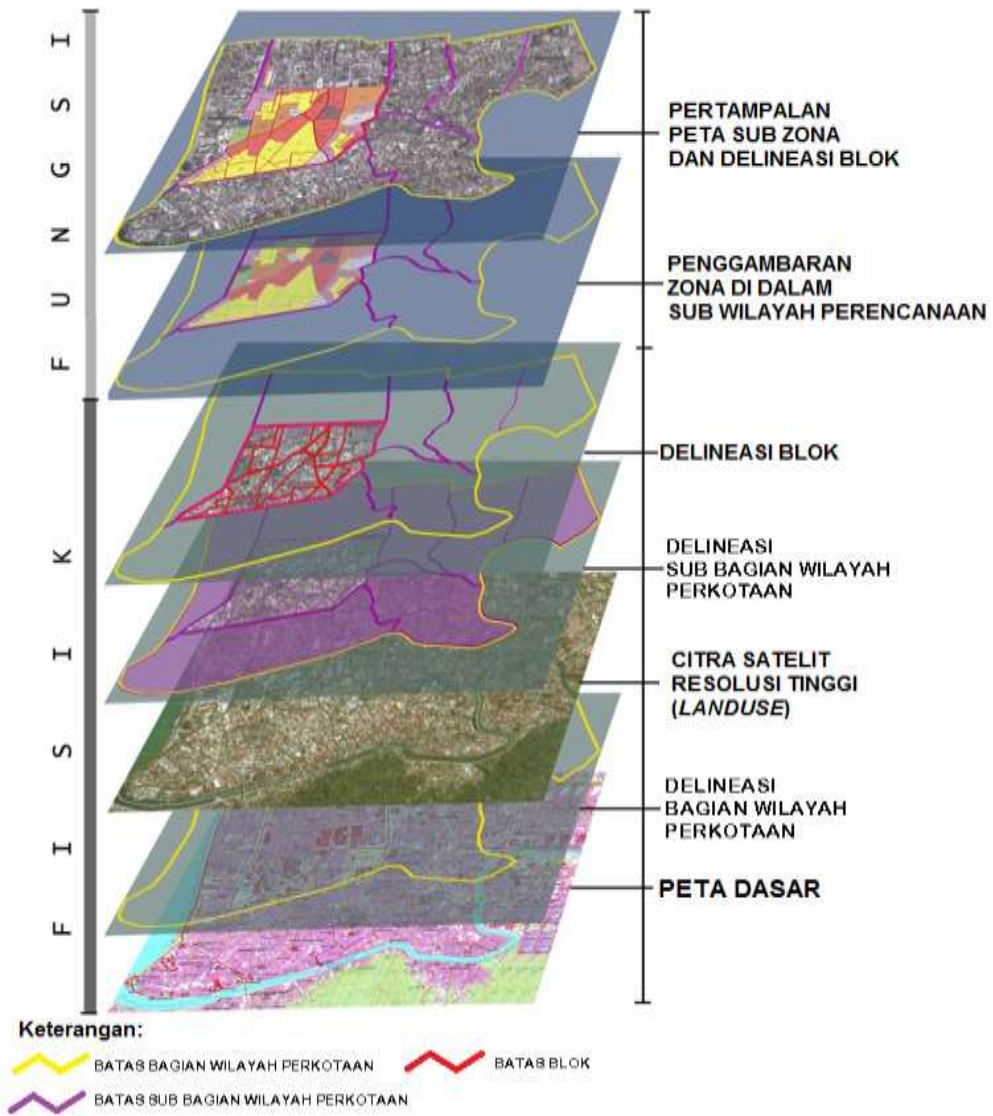 F U N G S I
PERTAMPALAN
PETA SUB ZONA
DAN DELINEASI BLOK
PENGGAMBARAN
ZONA DI DALAM
SUB WILAYAH PERENCANAAN
F I S I K
DELINEASI BLOK
DELINEASI
SUB BAGIAN WILAYAH
PERKOTAAN
CITRA SATELIT
RESOLUSI TINGGI
(LANDUSE)
DELINEASI
BAGIAN WILAYAH
PERKOTAAN
PETA DASAR
Keterangan:
BATAS BAGIAN WILAYAH PERKOTAAN
BATAS BLOK
BATAS SUB BAGIAN WILAYAH PERKOTAAN